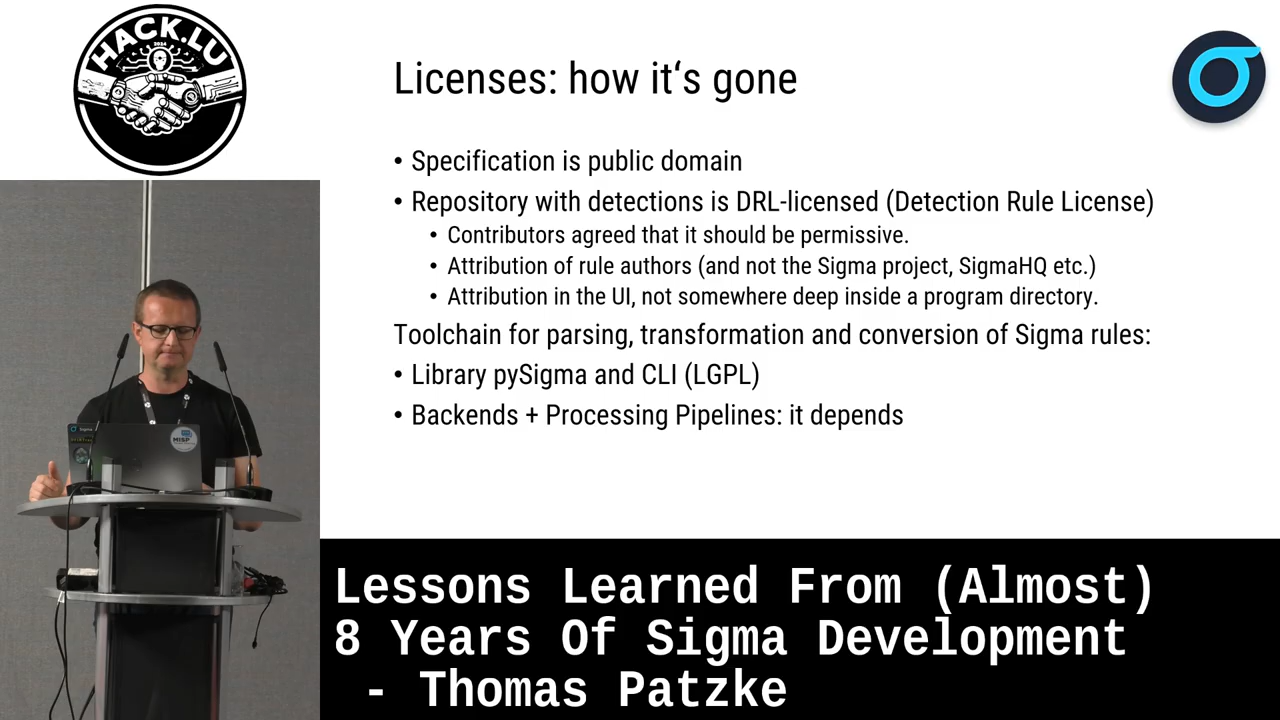 HACK.LU
2024
Licenses: how it‘s gone
• Specification is public domain
• Repository with detections is DRL-licensed (Detection Rule License)
• Contributors agreed that it should be permissive.
• Attribution of rule authors (and not the Sigma project, SigmaHQ etc.)
• Attribution in the UI, not somewhere deep inside a program directory.
Toolchain for parsing, transformation and conversion of Sigma rules:
• Library pySigma and CLI (LGPL)
• Backends + Processing Pipelines: it depends
Sigma
MISP
Lessons Learned From (Almost)
8 Years Of Sigma Development
- Thomas Patzke